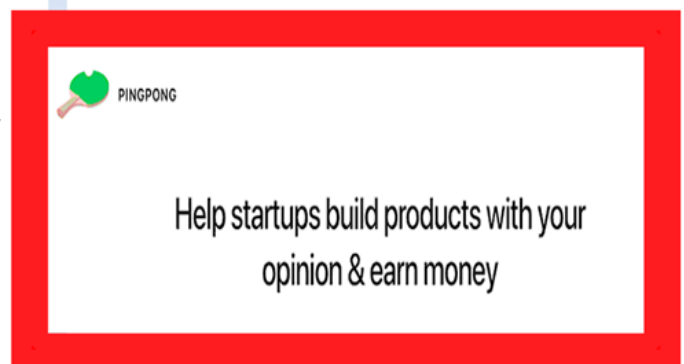 PINGPONG
Help startups build products with your
opinion & earn money